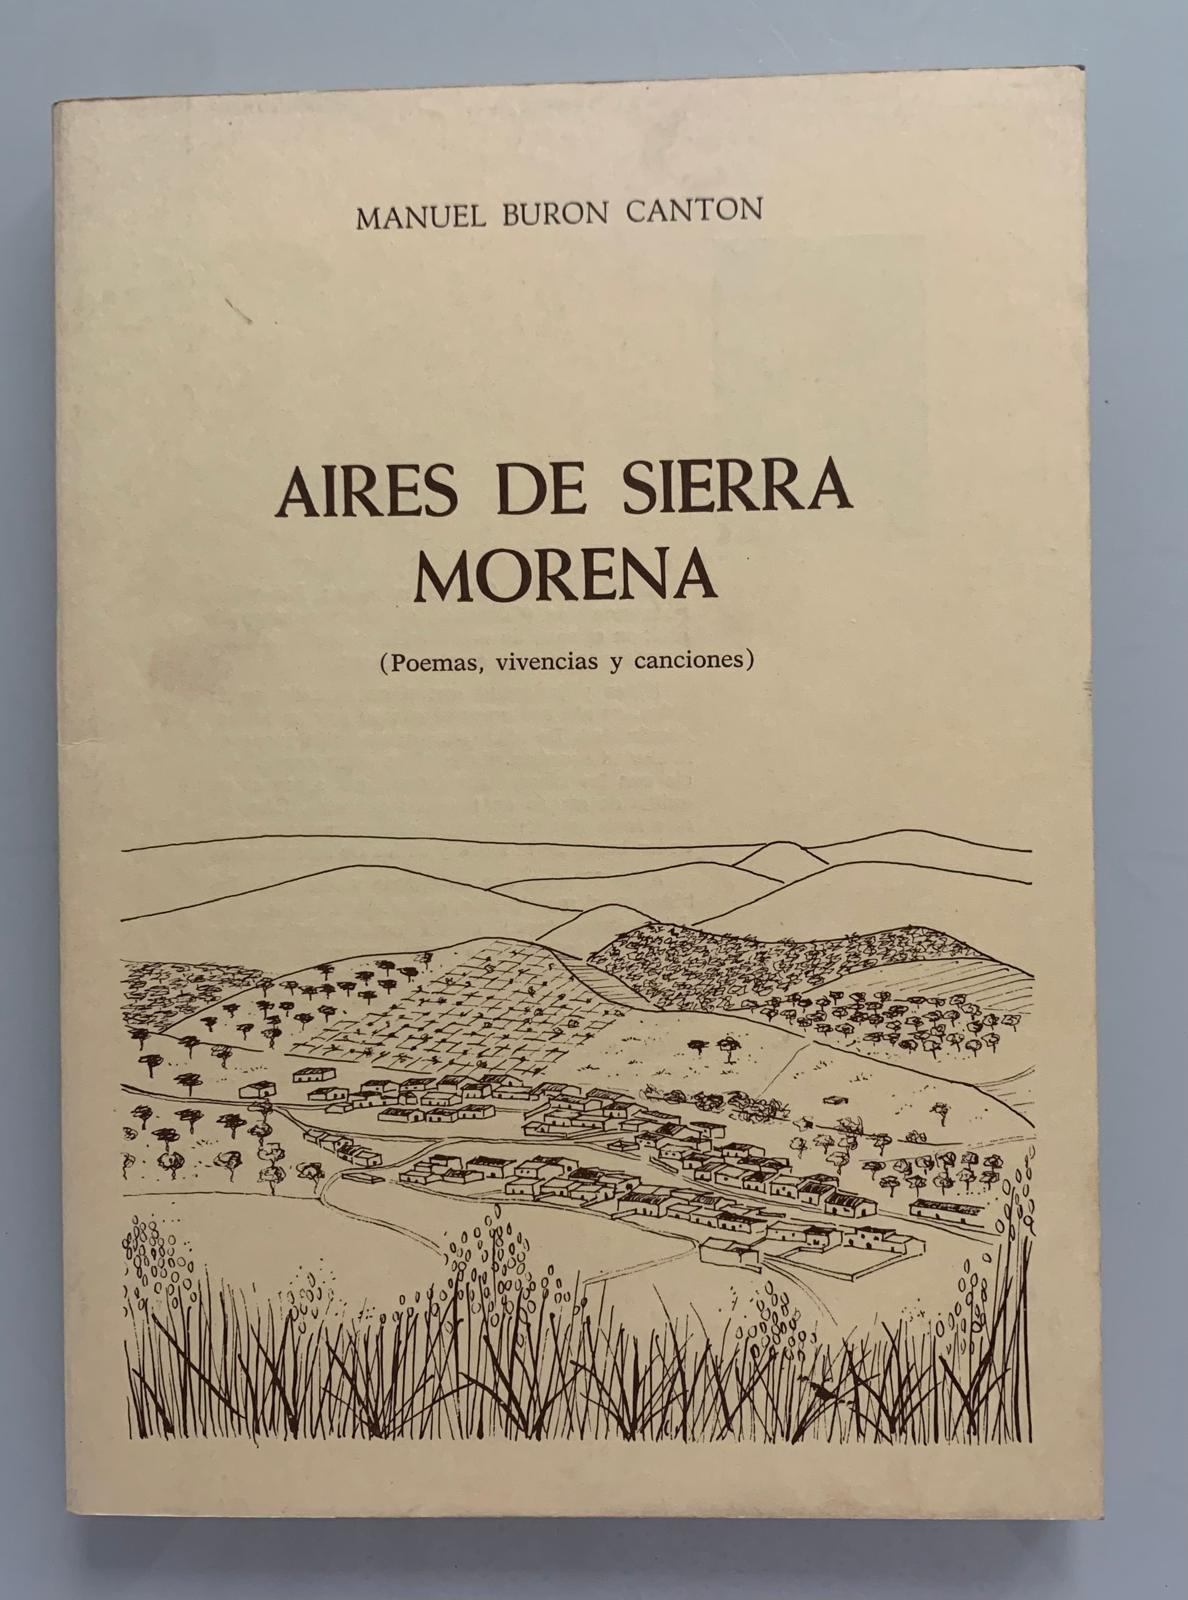 MANUEL BURON CANTON
AIRES DE SIERRA
MORENA
(Poemas, vivencias y canciones)